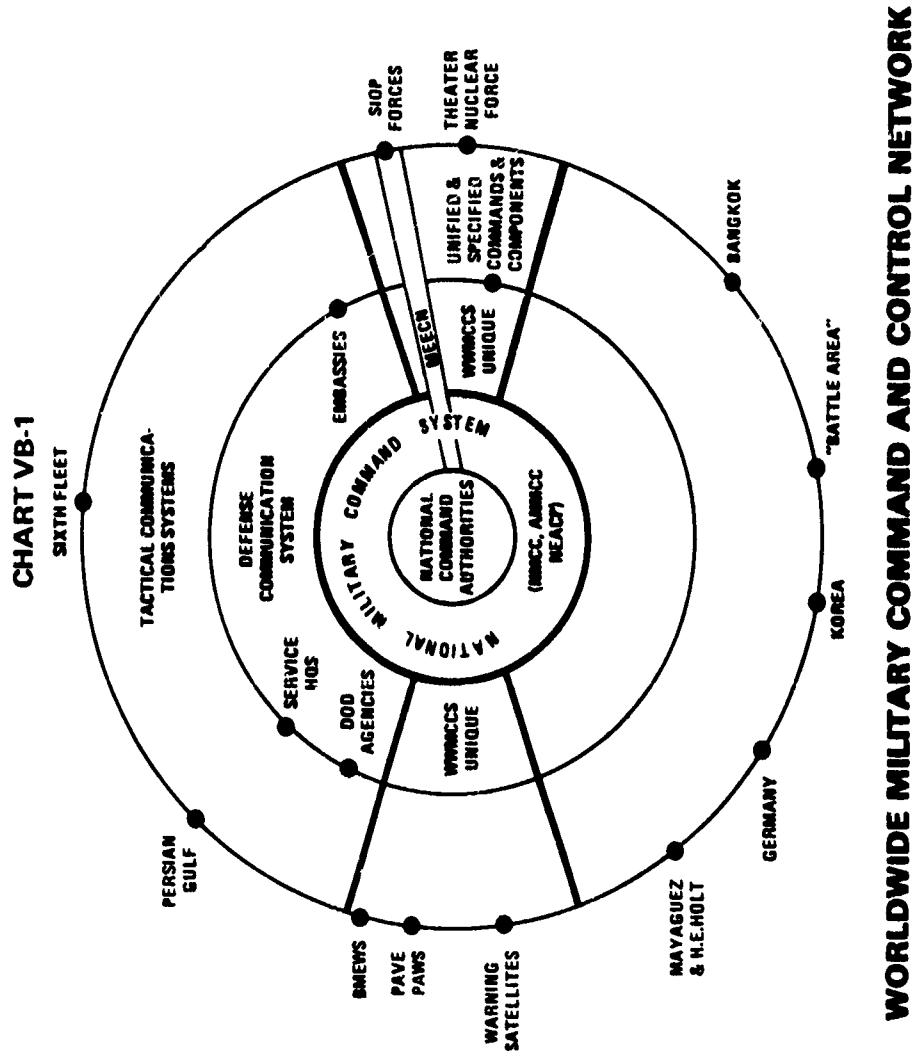 CHART VB-1
SIXTH FLEET
TACTICAL COMMUNICA-
TIONS SYSTEMS
PERSIAN
GULF
DEFENSE
COMMUNICATION
SYSTEM
SERVICE
HQS
DOD
AGENCIES
EMBASSIES
BMEWS
PAVE
PAWS
WARNING
SATELLITES
WWMCCS
UNIQUE
NATIONAL MILITARY COMMAND SYSTEM
NATIONAL
COMMAND
AUTHORITIES
(NMCC, ANMCC
NEACP)
MEECN
WWMCCS
UNIQUE
UNIFIED &
SPECIFIED
COMMANDS &
COMPONENTS
SIOP
FORCES
THEATER
NUCLEAR
FORCE
MAYAGUEZ
& H.E.HOLT
GERMANY
KOREA
"BATTLE AREA"
BANGKOK
WORLDWIDE MILITARY COMMAND AND CONTROL NETWORK